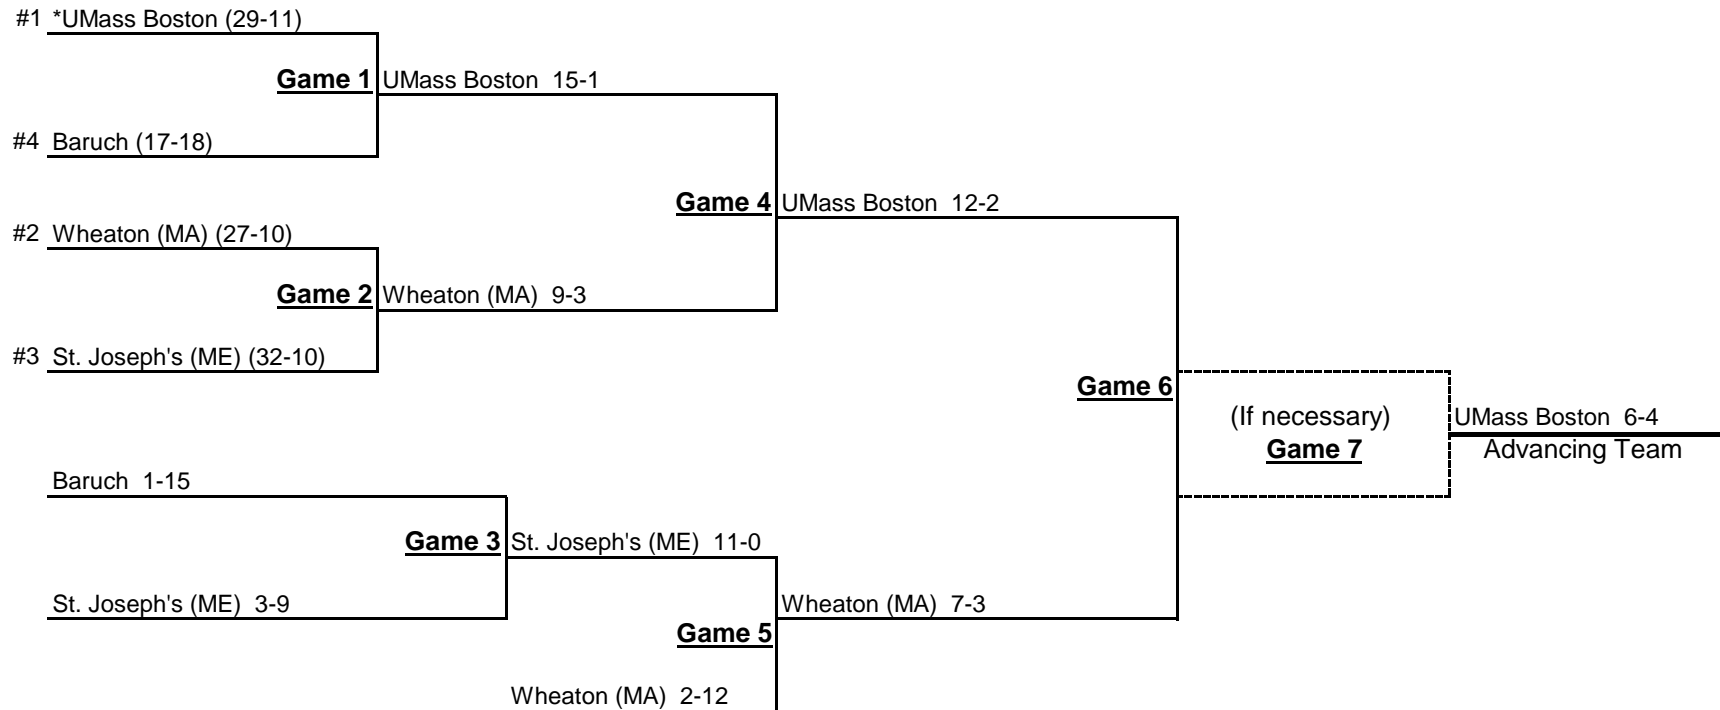 #1 *UMass Boston (29-11)
Game 1 UMass Boston 15-1
#4 Baruch (17-18)
Game 4 UMass Boston 12-2
#2 Wheaton (MA) (27-10)
Game 2 Wheaton (MA) 9-3
#3 St. Joseph's (ME) (32-10)
Game 6
(If necessary)
Game 7
UMass Boston 6-4
Advancing Team
Baruch 1-15
Game 3 St. Joseph's (ME) 11-0
St. Joseph's (ME) 3-9
Wheaton (MA) 7-3
Game 5
Wheaton (MA) 2-12